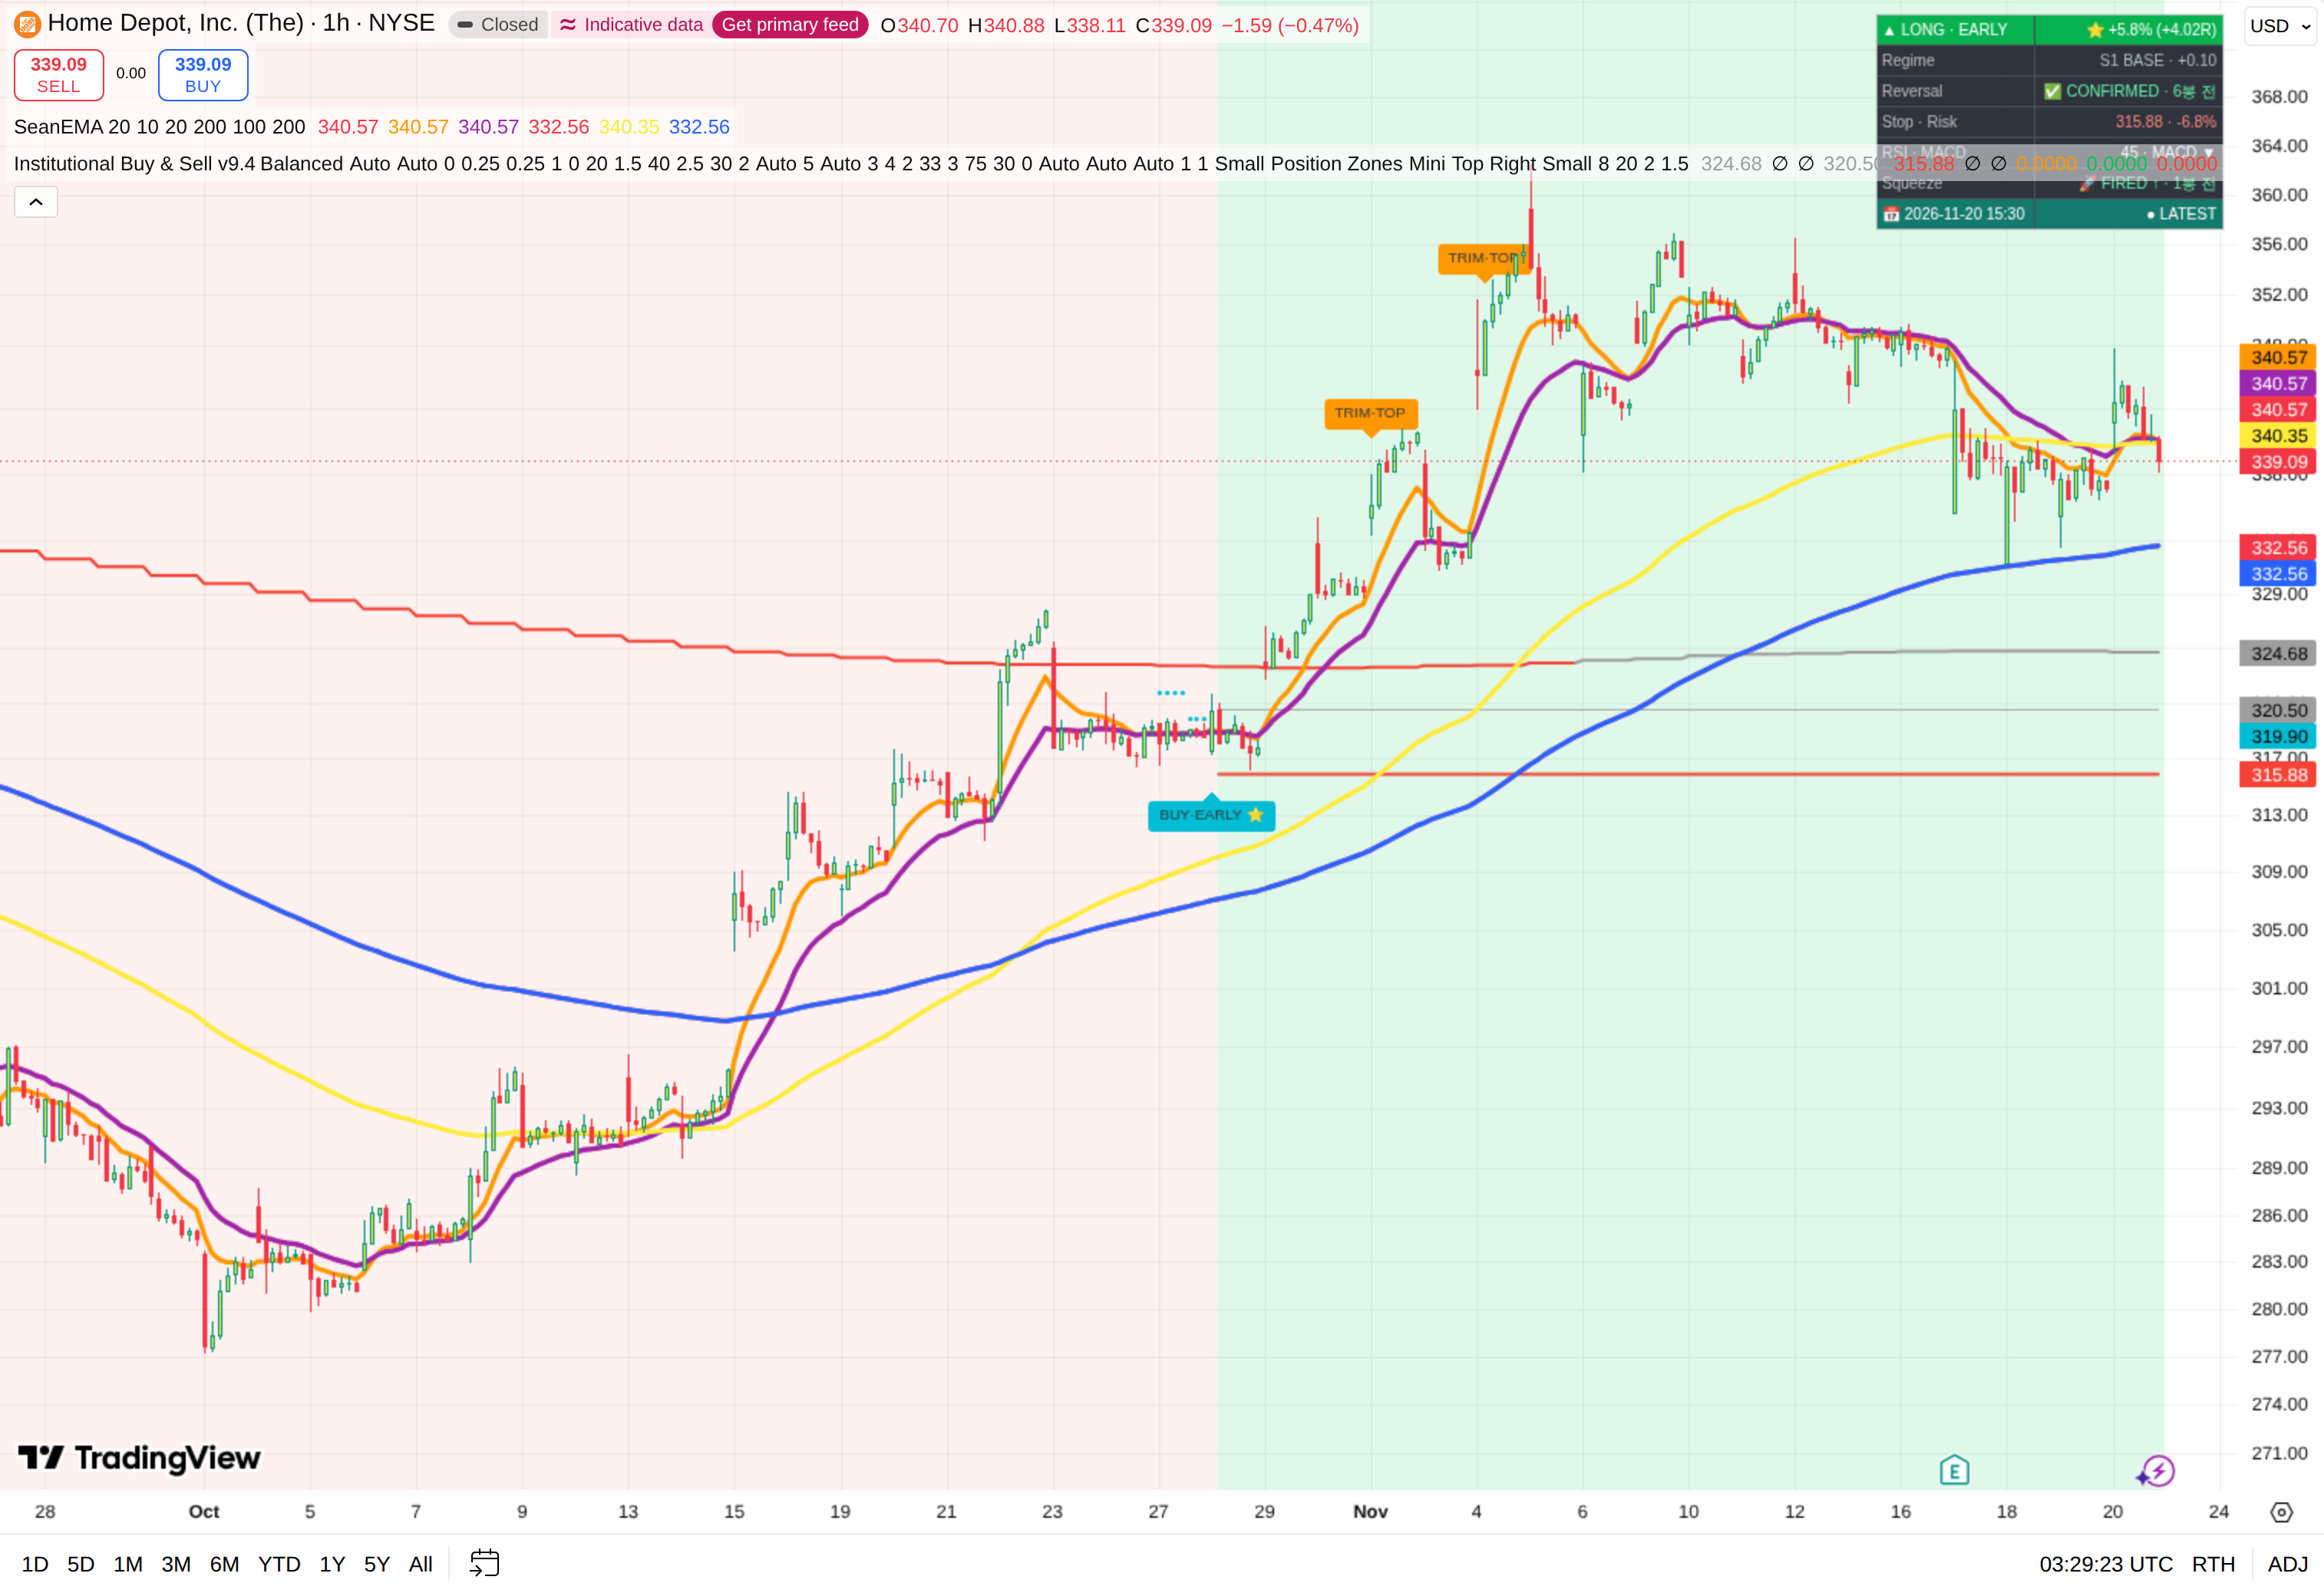 Home Depot, Inc. (The) · 1h · NYSE Closed Indicative data Get primary feed O340.70 H340.88 L338.11 C339.09 −1.59 (−0.47%)
339.09 SELL 0.00 339.09 BUY
SeanEMA 20 10 20 200 100 200 340.57 340.57 340.57 332.56 340.35 332.56
Institutional Buy & Sell v9.4 Balanced Auto Auto 0 0.25 0.25 1 0 20 1.5 40 2.5 30 2 Auto 5 Auto 3 4 2 33 3 75 30 0 Auto Auto Auto 1 1 Small Position Zones Mini Top Right Small 8 20 2 1.5 324.68 ∅ ∅ 320.50 315.88 ∅ ∅ 0.0000 0.0000 0.0000
▲ LONG · EARLY ⭐ +5.8% (+4.02R)
Regime S1 BASE · +0.10
Reversal ✅ CONFIRMED · 6봉 전
Stop · Risk 315.88 · -6.8%
RSI · MACD 45 · MACD ▼
Squeeze 🚀 FIRED ↑ · 1봉 전
📅 2026-11-20 15:30 ● LATEST
USD
368.00
364.00
360.00
356.00
352.00
340.57
340.57
340.57
340.35
339.09
338.00
332.56
332.56
329.00
324.68
320.50
319.90
317.00
315.88
313.00
309.00
305.00
301.00
297.00
293.00
289.00
286.00
283.00
280.00
277.00
274.00
271.00
TRIM·TOP
TRIM·TOP
BUY·EARLY ⭐
E
TradingView
28 Oct 5 7 9 13 15 19 21 23 27 29 Nov 4 6 10 12 16 18 20 24
1D 5D 1M 3M 6M YTD 1Y 5Y All 03:29:23 UTC RTH ADJ